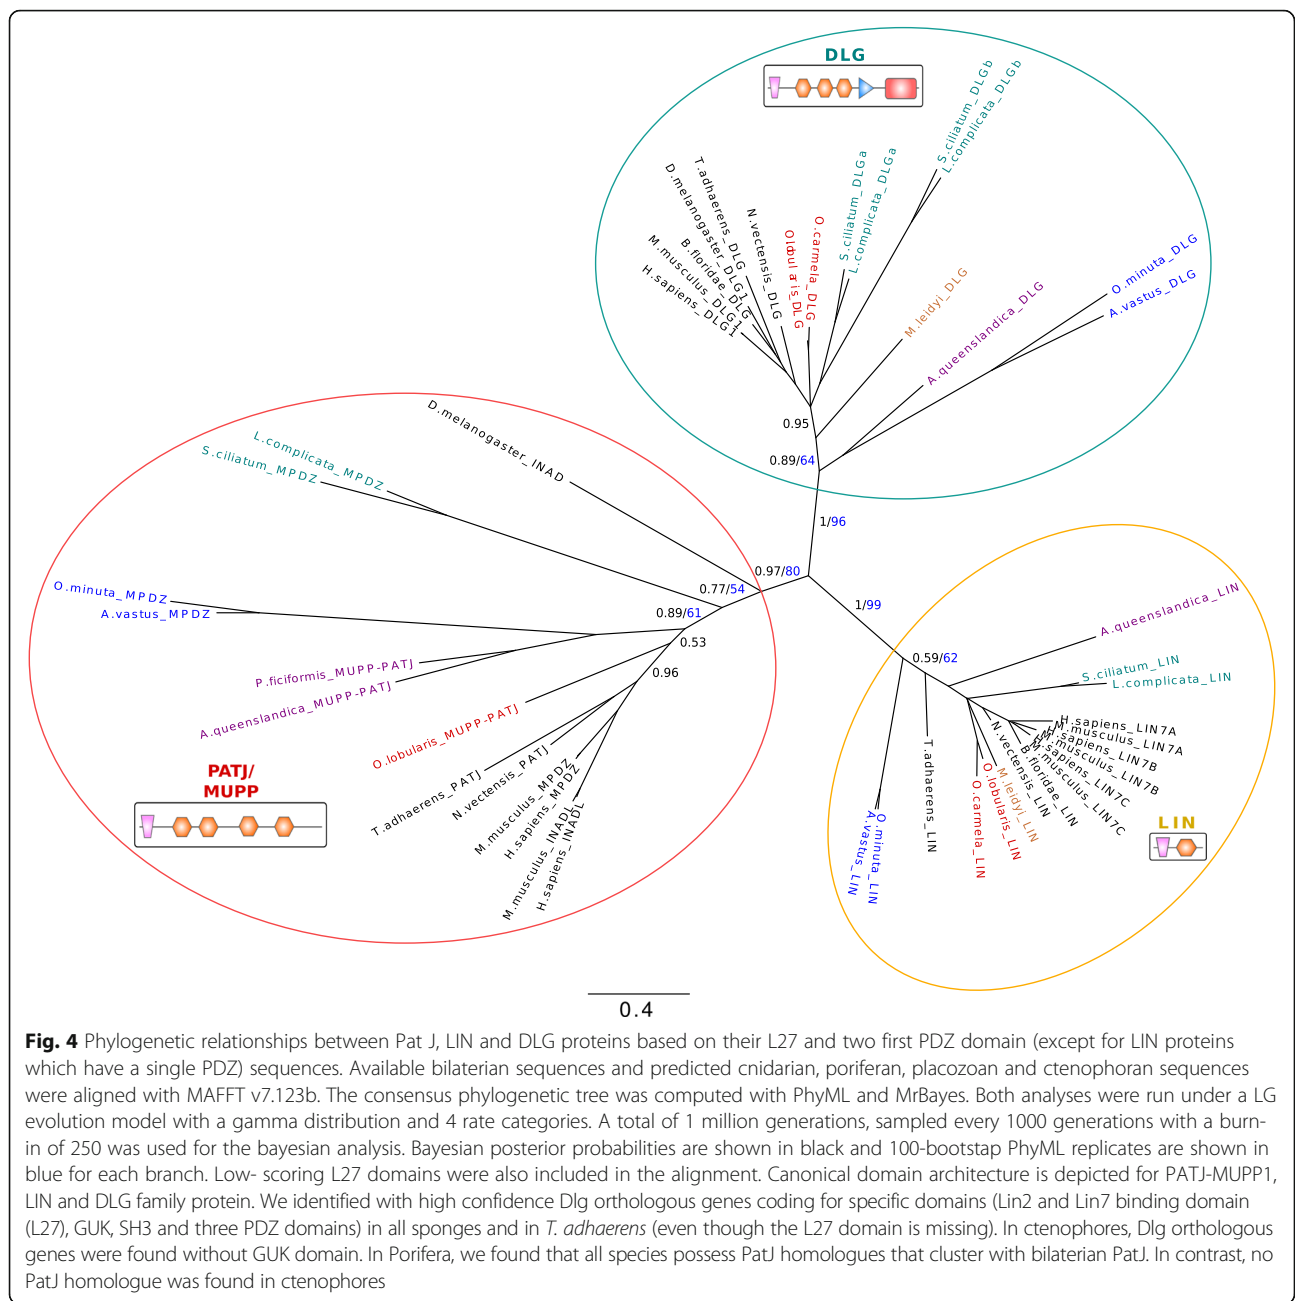 DLG
S.ciliatum_DLGb
L.complicata_DLGb
S.ciliatum_DLGa
L.complicata_DLGa
T.adhaerens_DLG
D.melanogaster_DLG1
N.vectensis_DLG
B.floridae_DLG
M.musculus_DLG1
H.sapiens_DLG1
O.carmela_DLG
M.leidyi_DLG
A.queenslandica_DLG
O.minuta_DLG
A.vastus_DLG
0.95
0.89/64
1/96
0.97/80
0.77/54
0.89/61
0.53
0.96
1/99
0.59/62
D.melanogaster_INAD
L.complicata_MPDZ
S.ciliatum_MPDZ
O.minuta_MPDZ
A.vastus_MPDZ
P.ficiformis_MUPP-PATJ
A.queenslandica_MUPP-PATJ
O.lobularis_MUPP-PATJ
T.adhaerens_PATJ
N.vectensis_PATJ
M.musculus_MPDZ
H.sapiens_MPDZ
M.musculus_INADL
H.sapiens_INADL
PATJ/
MUPP
A.queenslandica_LIN
S.ciliatum_LIN
L.complicata_LIN
H.sapiens_LIN7A
M.musculus_LIN7A
H.sapiens_LIN7B
M.musculus_LIN7B
H.sapiens_LIN7C
M.musculus_LIN7C
B.floridae_LIN
N.vectensis_LIN
M.leidyi_LIN
O.lobularis_LIN
O.carmela_LIN
T.adhaerens_LIN
O.minuta_LIN
A.vastus_LIN
LIN
0.4
Fig. 4 Phylogenetic relationships between Pat J, LIN and DLG proteins based on their L27 and two first PDZ domain (except for LIN proteins
which have a single PDZ) sequences. Available bilaterian sequences and predicted cnidarian, poriferan, placozoan and ctenophoran sequences
were aligned with MAFFT v7.123b. The consensus phylogenetic tree was computed with PhyML and MrBayes. Both analyses were run under a LG
evolution model with a gamma distribution and 4 rate categories. A total of 1 million generations, sampled every 1000 generations with a burn-
in of 250 was used for the bayesian analysis. Bayesian posterior probabilities are shown in black and 100-bootstap PhyML replicates are shown in
blue for each branch. Low- scoring L27 domains were also included in the alignment. Canonical domain architecture is depicted for PATJ-MUPP1,
LIN and DLG family protein. We identified with high confidence Dlg orthologous genes coding for specific domains (Lin2 and Lin7 binding domain
(L27), GUK, SH3 and three PDZ domains) in all sponges and in T. adhaerens (even though the L27 domain is missing). In ctenophores, Dlg orthologous
genes were found without GUK domain. In Porifera, we found that all species possess PatJ homologues that cluster with bilaterian PatJ. In contrast, no
PatJ homologue was found in ctenophores